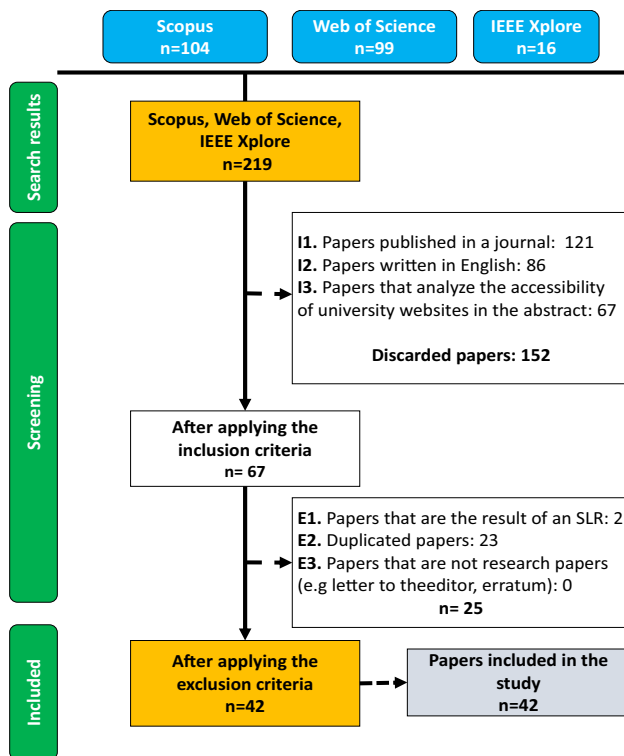 Scopus
n=104
Web of Science
n=99
IEEE Xplore
n=16
Search results
Scopus, Web of Science,
IEEE Xplore
n=219
Screening
I1. Papers published in a journal: 121
I2. Papers written in English: 86
I3. Papers that analyze the accessibility
of university websites in the abstract: 67
Discarded papers: 152
After applying the
inclusion criteria
n= 67
E1. Papers that are the result of an SLR: 2
E2. Duplicated papers: 23
E3. Papers that are not research papers
(e.g letter to theeditor, erratum): 0
n= 25
Included
After applying the
exclusion criteria
n=42
Papers included in the
study
n=42